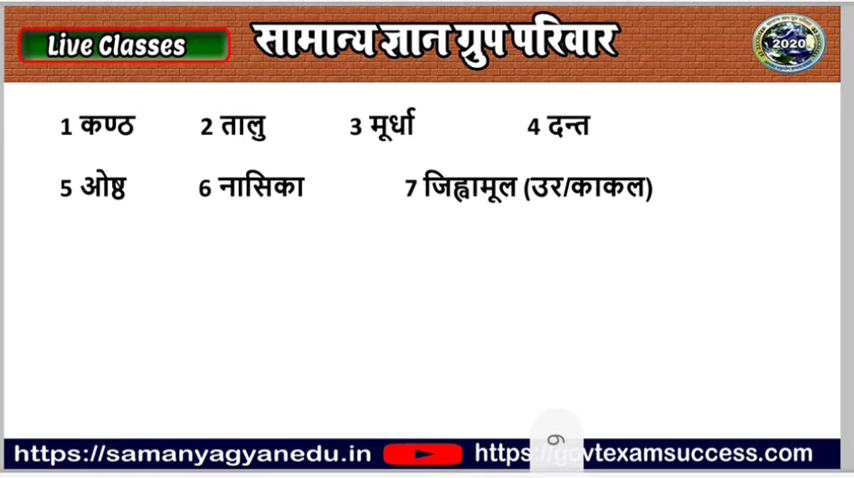 Live Classes सामान्य ज्ञान ग्रुप परिवार 2020
1 कण्ठ 2 तालु 3 मूर्धा 4 दन्त
5 ओष्ठ 6 नासिका 7 जिह्वामूल (उर/काकल)
6
https://samanyagyanedu.in https://govtexamsuccess.com